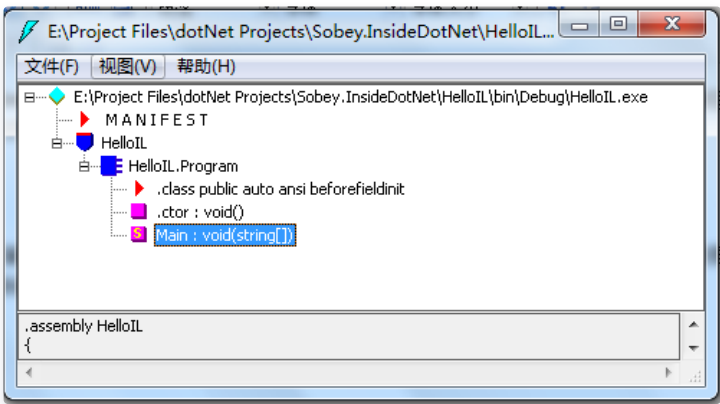 E:\Project Files\dotNet Projects\Sobey.InsideDotNet\HelloIL...
文件(F) 视图(V) 帮助(H)
E:\Project Files\dotNet Projects\Sobey.InsideDotNet\HelloIL\bin\Debug\HelloIL.exe
M A N I F E S T
HelloIL
HelloIL.Program
.class public auto ansi beforefieldinit
.ctor : void()
S Main : void(string[])
.assembly HelloIL
{